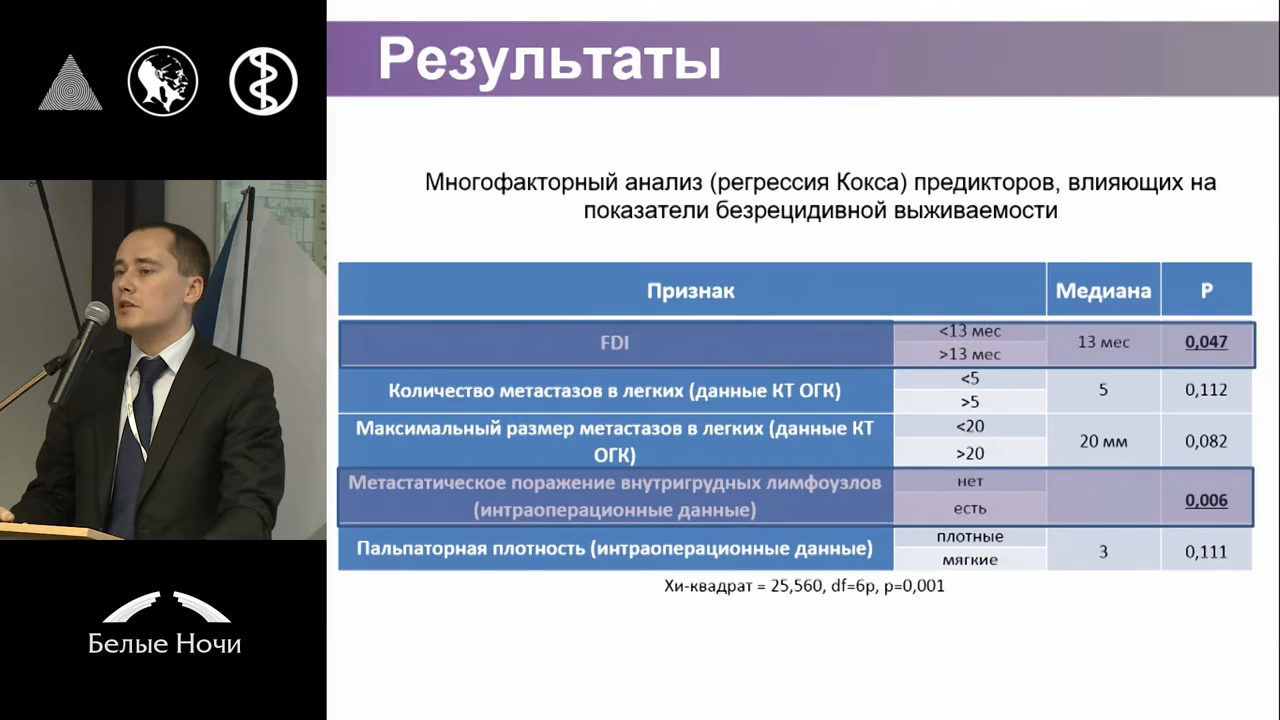 Результаты
Многофакторный анализ (регрессия Кокса) предикторов, влияющих на
показатели безрецидивной выживаемости
Признак Медиана P
FDI <13 мес >13 мес 13 мес 0,047
Количество метастазов в легких (данные КТ ОГК) <5 >5 5 0,112
Максимальный размер метастазов в легких (данные КТ
ОГК) <20 >20 20 мм 0,082
Метастатическое поражение внутригрудных лимфоузлов
(интраоперационные данные) нет есть 0,006
Пальпаторная плотность (интраоперационные данные) плотные мягкие 3 0,111
Хи-квадрат = 25,560, df=6р, p=0,001
Белые Ночи